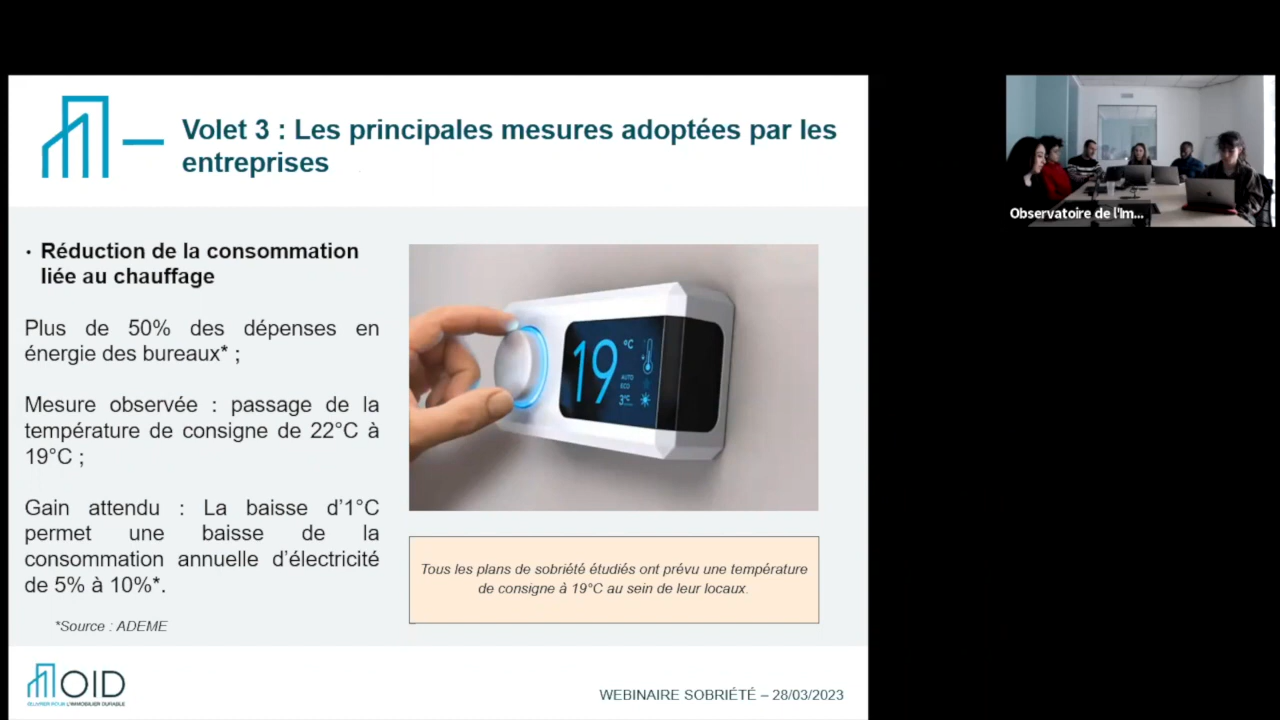 Volet 3 : Les principales mesures adoptées par les
entreprises
· Réduction de la consommation
liée au chauffage
Plus de 50% des dépenses en
énergie des bureaux* ;
Mesure observée : passage de la
température de consigne de 22°C à
19°C ;
Gain attendu : La baisse d'1°C
permet une baisse de la
consommation annuelle d'électricité
de 5% à 10%*.
*Source : ADEME
19
°C
AUTO
ECO
3°C
Tous les plans de sobriété étudiés ont prévu une température
de consigne à 19°C au sein de leur locaux.
OID
WEBINAIRE SOBRIÉTÉ – 28/03/2023
Observatoire de l'Im...